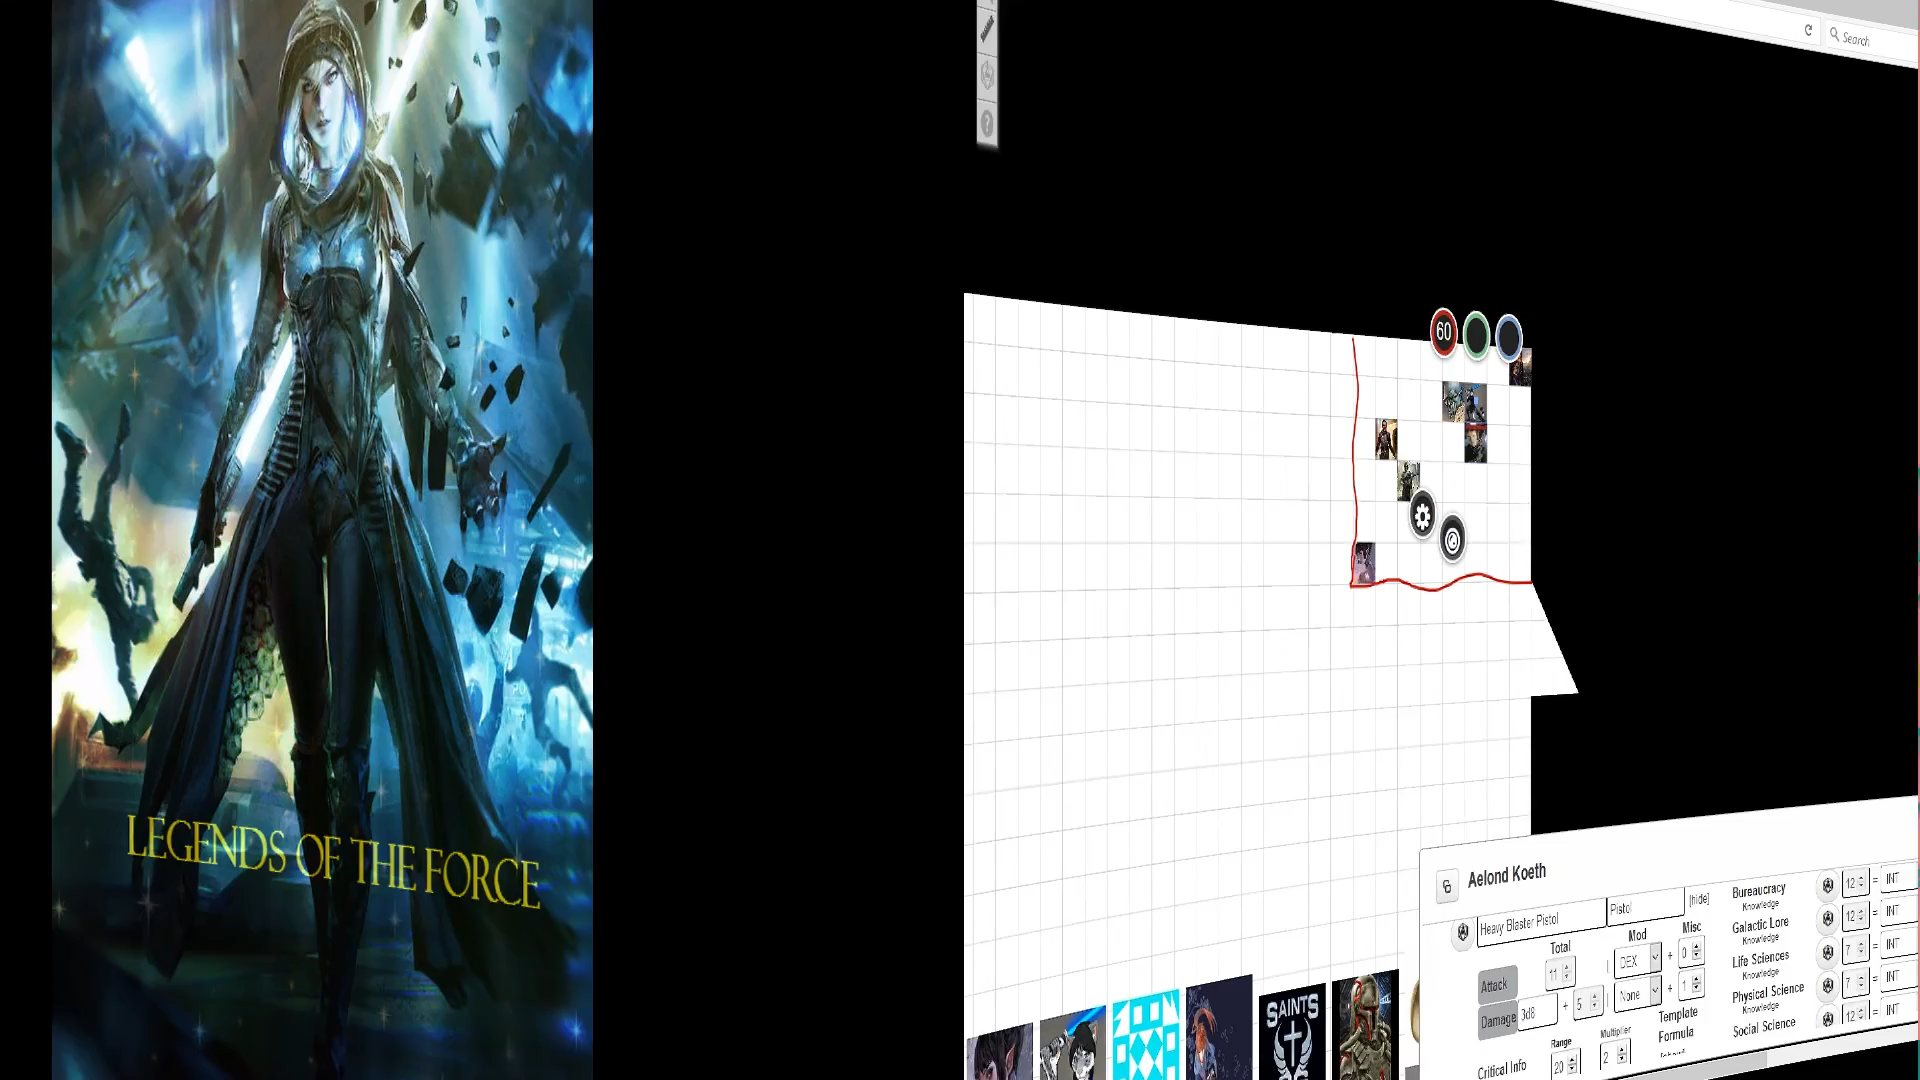 Search
60
LEGENDS OF THE FORCE
SAINTS
Aelond Koeth
Heavy Blaster Pistol
Pistol
[hide]
Total
Mod
Misc
Attack
11
DEX
+
0
Damage
3d8
+
5
None
+
1
Template
Formula
Multiplier
2
Critical Info
Range
20
Bureaucracy
Knowledge
12
=
INT
Galactic Lore
Knowledge
12
=
INT
Life Sciences
Knowledge
7
=
INT
Physical Science
Knowledge
7
=
INT
Social Science
12
=
INT